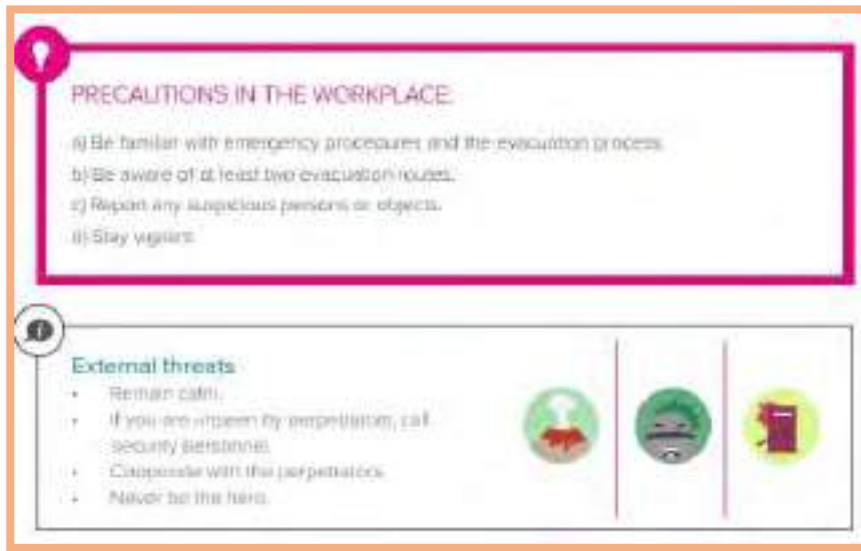 PRECAUTIONS IN THE WORKPLACE:
a) Be familiar with emergency procedures and the evacuation process.
b) Be aware of at least two evacuation routes.
c) Report any suspicious persons or objects.
d) Stay vigilant.
External threats
• Remain calm.
• If you are unseen by perpetrators, call
security personnel.
• Cooperate with the perpetrators.
• Never be the hero.